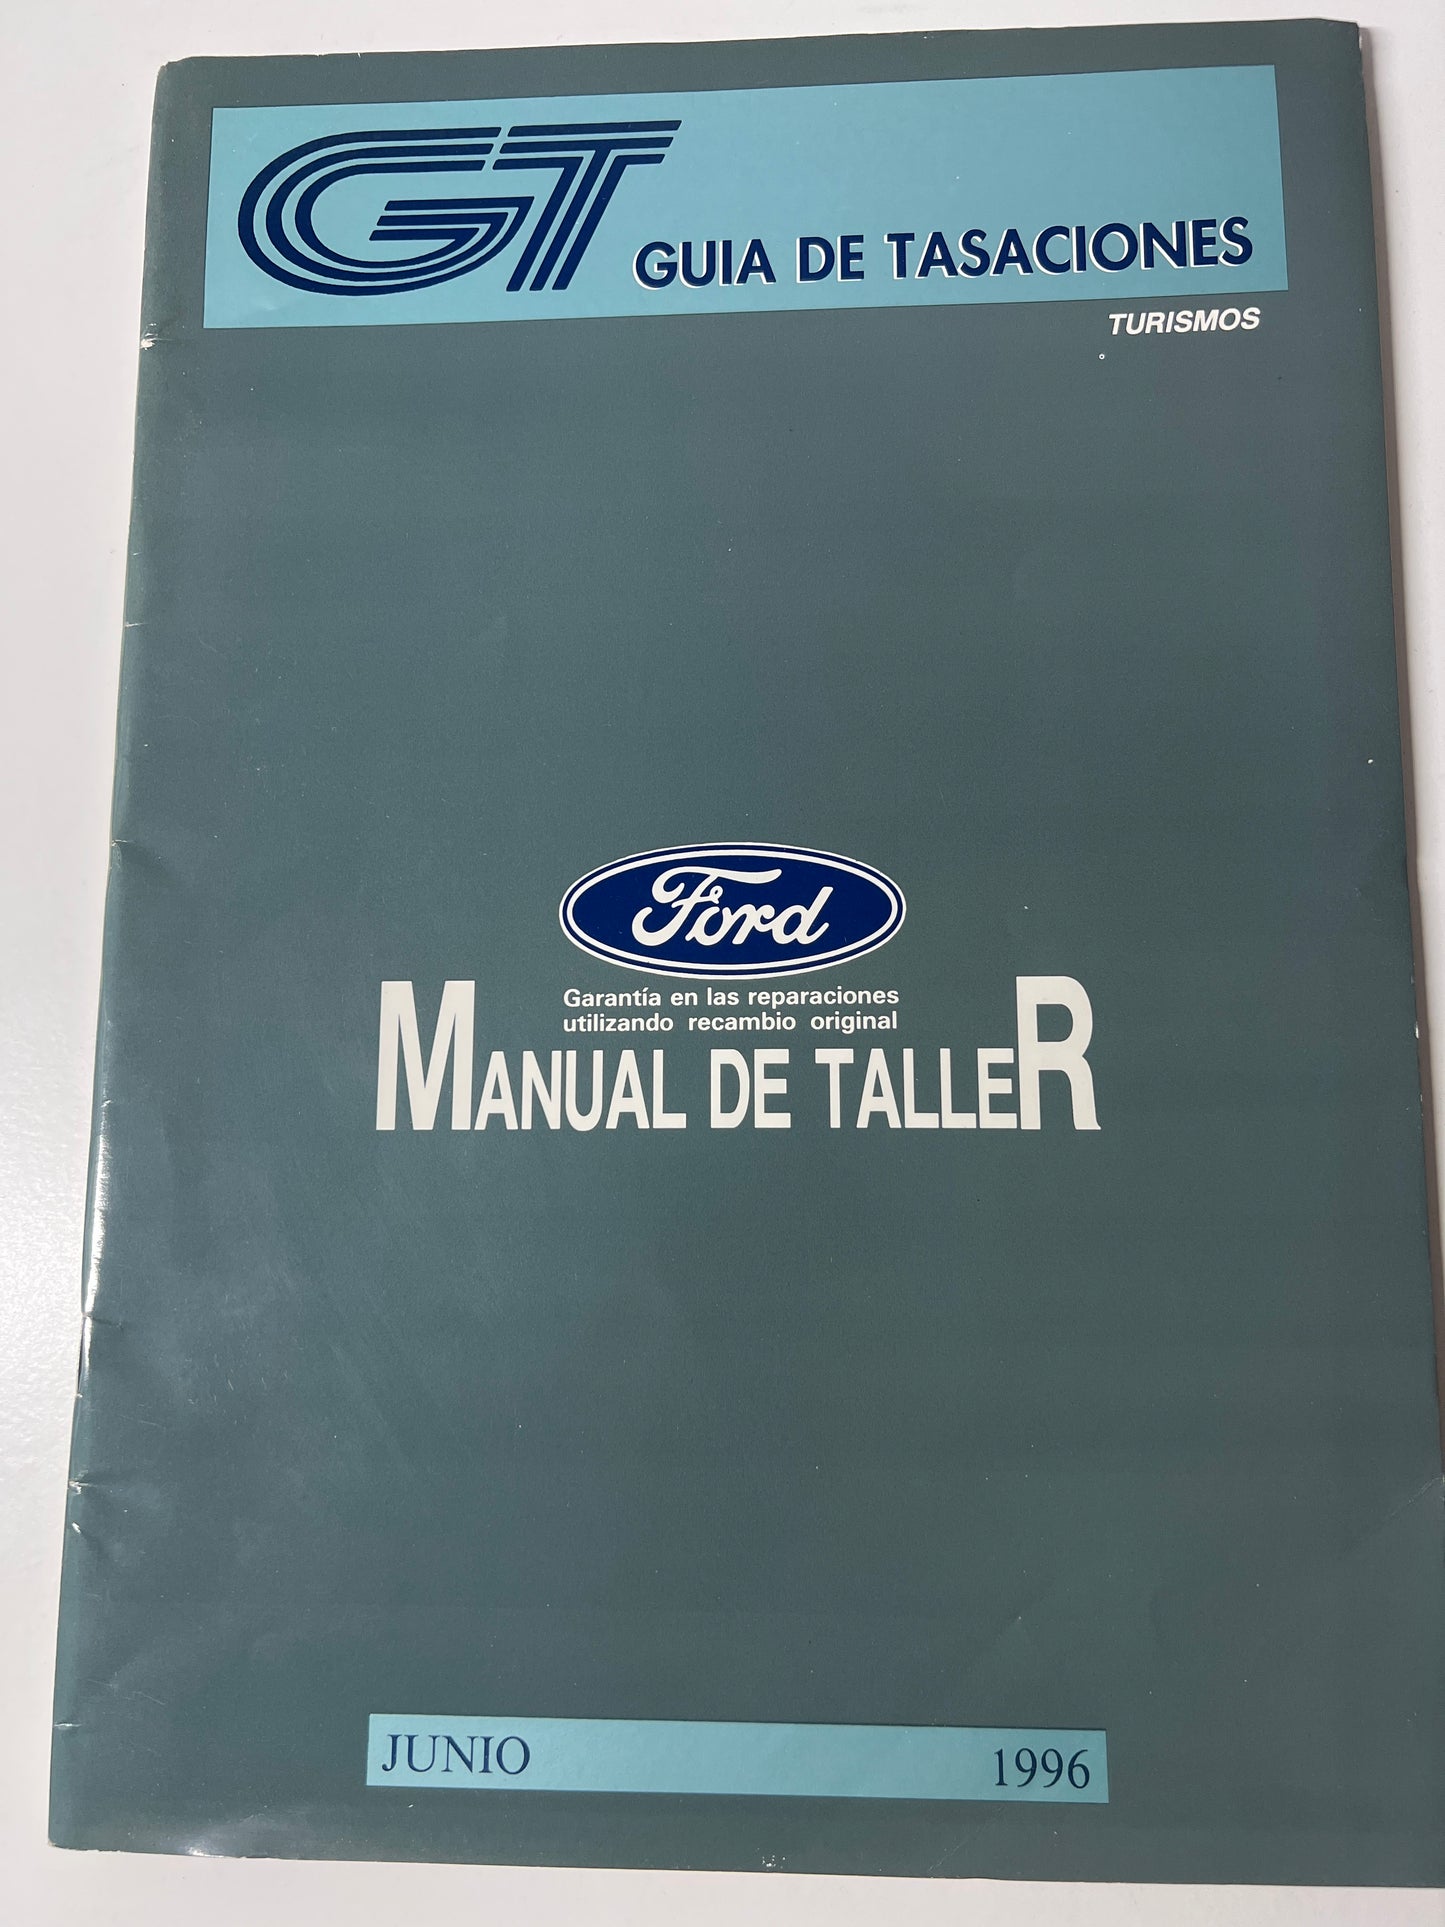 GT GUIA DE TASACIONES
TURISMOS
Ford
Garantía en las reparaciones
utilizando recambio original
MANUAL DE TALLER
JUNIO 1996